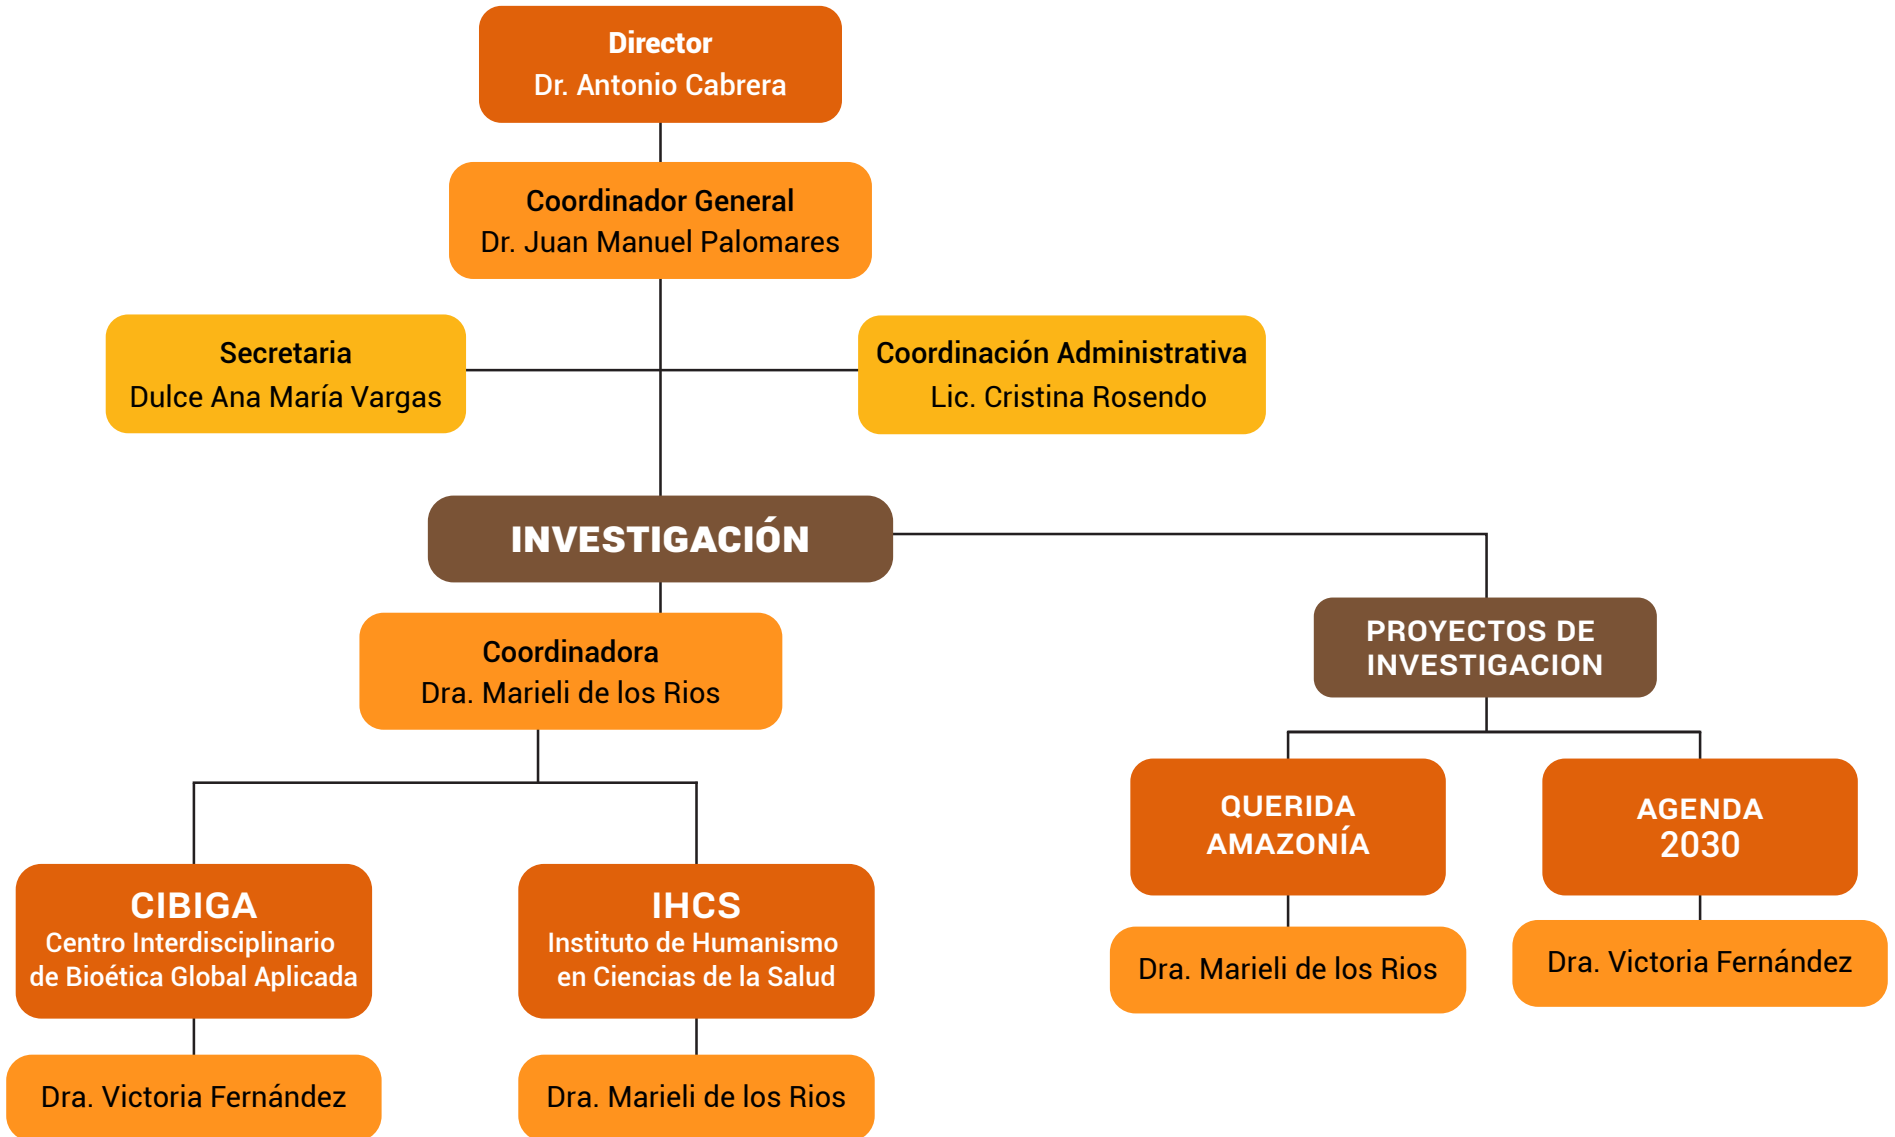 Director
Dr. Antonio Cabrera
Coordinador General
Dr. Juan Manuel Palomares
Secretaria
Dulce Ana María Vargas
Coordinación Administrativa
Lic. Cristina Rosendo
INVESTIGACIÓN
Coordinadora
Dra. Marieli de los Rios
PROYECTOS DE
INVESTIGACION
QUERIDA
AMAZONÍA
AGENDA
2030
CIBIGA
Centro Interdisciplinario
de Bioética Global Aplicada
IHCS
Instituto de Humanismo
en Ciencias de la Salud
Dra. Marieli de los Rios
Dra. Victoria Fernández
Dra. Victoria Fernández
Dra. Marieli de los Rios